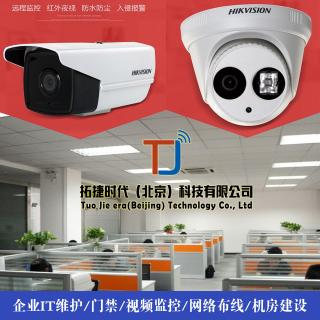 远程监控 红外夜视 防水防尘 入侵报警
HIKVISION
HIKVISION
TJ
拓捷时代（北京）科技有限公司
Tuo Jie era(Beijing) Technology Co., Ltd
企业IT维护/门禁/视频监控/网络布线/机房建设